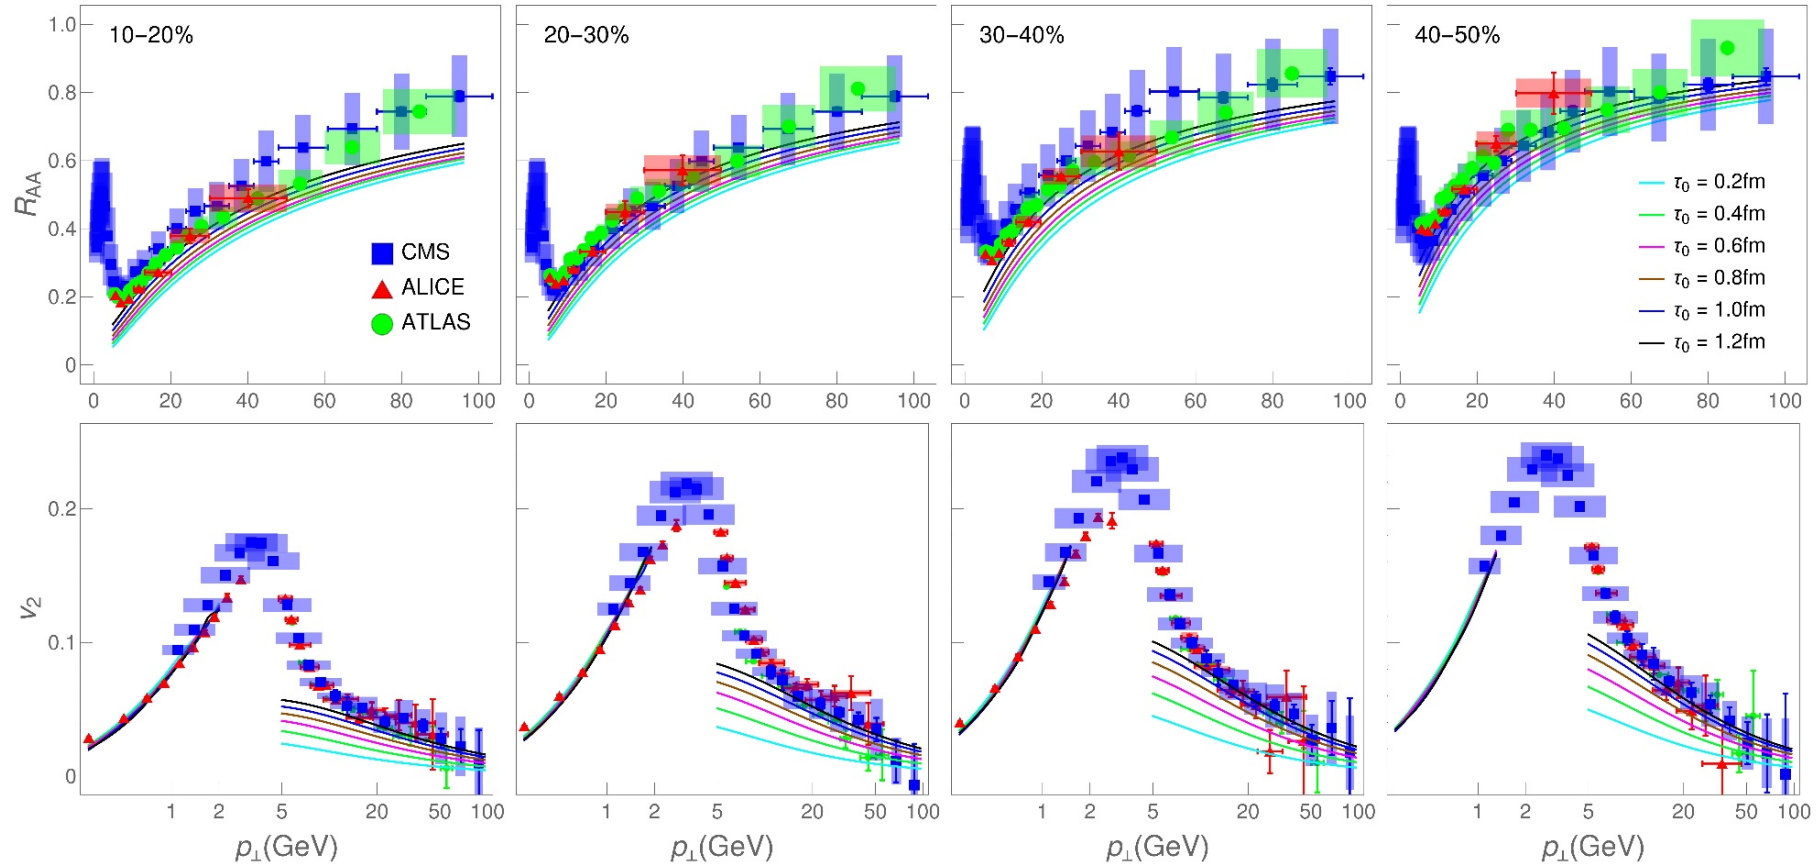 10−20%
20−30%
30−40%
40−50%
R_AA
1.0
0.8
0.6
0.4
0.2
0
CMS
ALICE
ATLAS
τ₀ = 0.2fm
τ₀ = 0.4fm
τ₀ = 0.6fm
τ₀ = 0.8fm
τ₀ = 1.0fm
τ₀ = 1.2fm
0 20 40 60 80 100
0 20 40 60 80 100
0 20 40 60 80 100
0 20 40 60 80 100
v₂
0.2
0.1
0
1 2 5 20 50 100
1 2 5 20 50 100
1 2 5 20 50 100
1 2 5 20 50 100
p⊥(GeV)
p⊥(GeV)
p⊥(GeV)
p⊥(GeV)